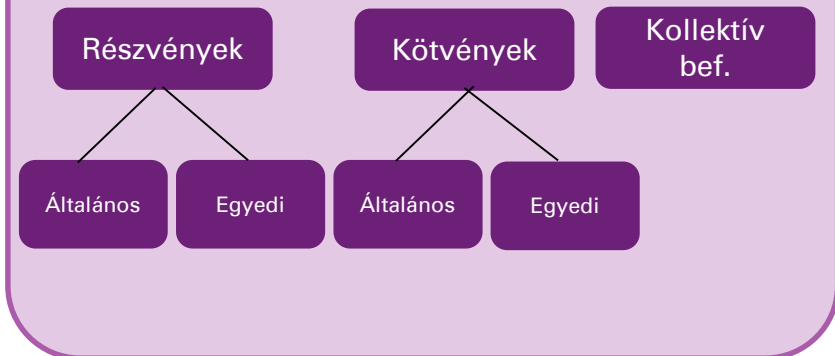 Részvények
Kötvények
Kollektív
bef.
Általános
Egyedi
Általános
Egyedi